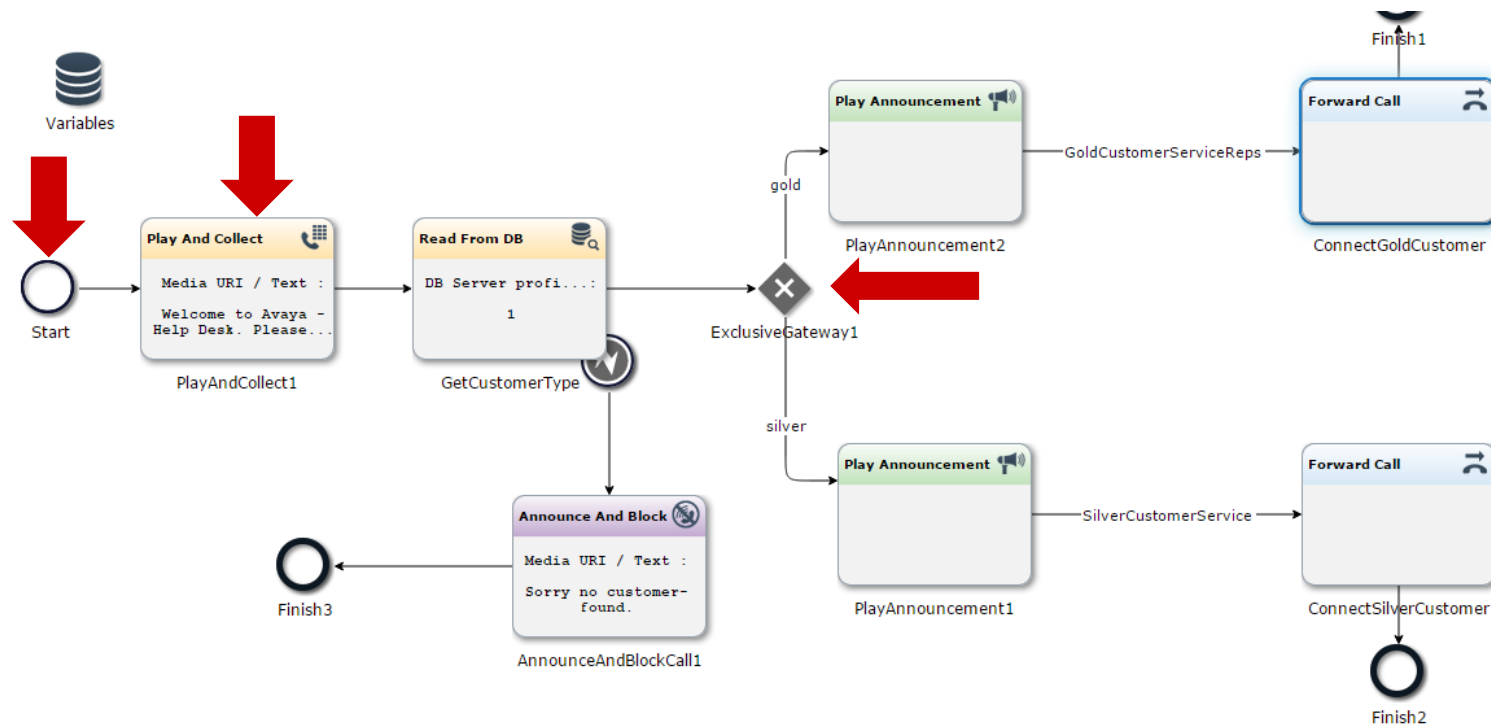 Finish1
Variables
Play Announcement
Forward Call
GoldCustomerServiceReps
gold
Play And Collect
Read From DB
PlayAnnouncement2
ConnectGoldCustomer
Media URI / Text :
Welcome to Avaya -
Help Desk. Please...
DB Server profi...:
1
Start
ExclusiveGateway1
PlayAndCollect1
GetCustomerType
silver
Play Announcement
Forward Call
Announce And Block
SilverCustomerService
Media URI / Text :
Sorry no customer-
found.
Finish3
PlayAnnouncement1
ConnectSilverCustomer
AnnounceAndBlockCall1
Finish2